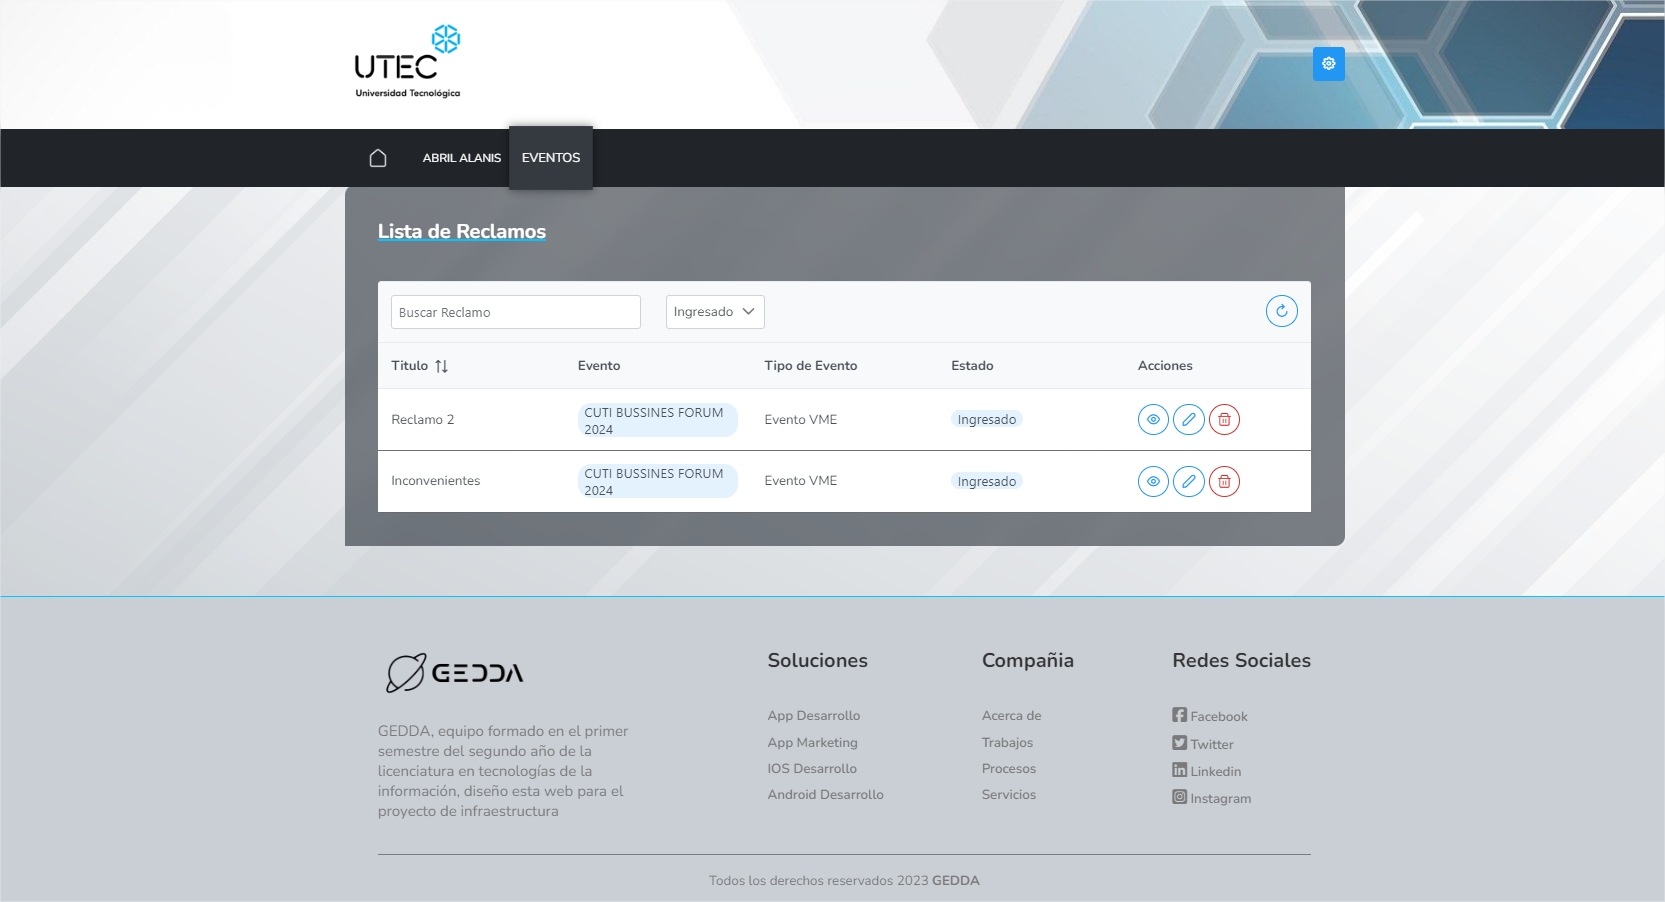 UTEC
Universidad Tecnológica
ABRIL ALANIS
EVENTOS
Lista de Reclamos
Buscar Reclamo
Ingresado
Titulo
Evento
Tipo de Evento
Estado
Acciones
Reclamo 2
CUTI BUSSINES FORUM
2024
Evento VME
Ingresado
Inconvenientes
CUTI BUSSINES FORUM
2024
Evento VME
Ingresado
GEDDA
GEDDA, equipo formado en el primer
semestre del segundo año de la
licenciatura en tecnologías de la
información, diseño esta web para el
proyecto de infraestructura
Soluciones
App Desarrollo
App Marketing
IOS Desarrollo
Android Desarrollo
Compañia
Acerca de
Trabajos
Procesos
Servicios
Redes Sociales
Facebook
Twitter
Linkedin
Instagram
Todos los derechos reservados 2023 GEDDA